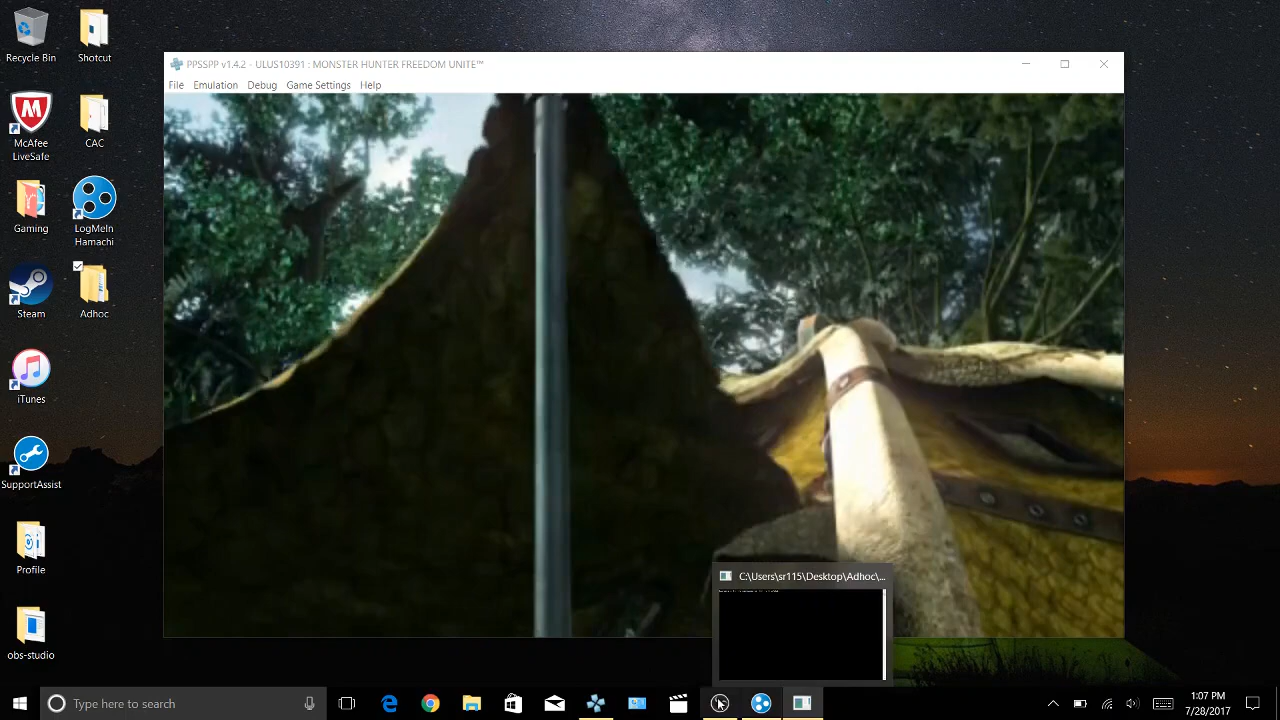 Recycle Bin
Shotcut
McAfee
LiveSafe
CAC
Gaming
LogMeIn
Hamachi
Steam
Adhoc
iTunes
SupportAssist
Profile
obs-studio
PPSSPP v1.4.2 - ULUS10391 : MONSTER HUNTER FREEDOM UNITE™
File Emulation Debug Game Settings Help
C:\Users\sr115\Desktop\Adhoc\,...
Type here to search
1:07 PM
7/28/2017